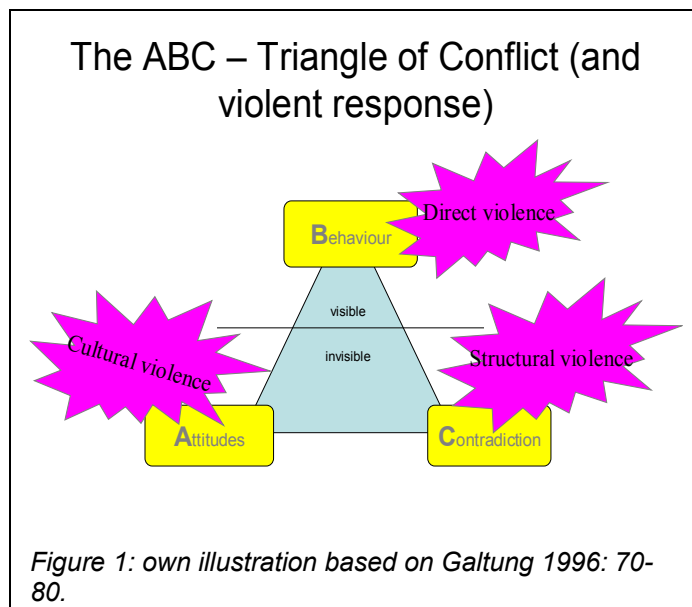 The ABC – Triangle of Conflict (and
violent response)
Direct violence
Behaviour
visible
invisible
Cultural violence
Structural violence
Attitudes
Contradiction
Figure 1: own illustration based on Galtung 1996: 70-
80.